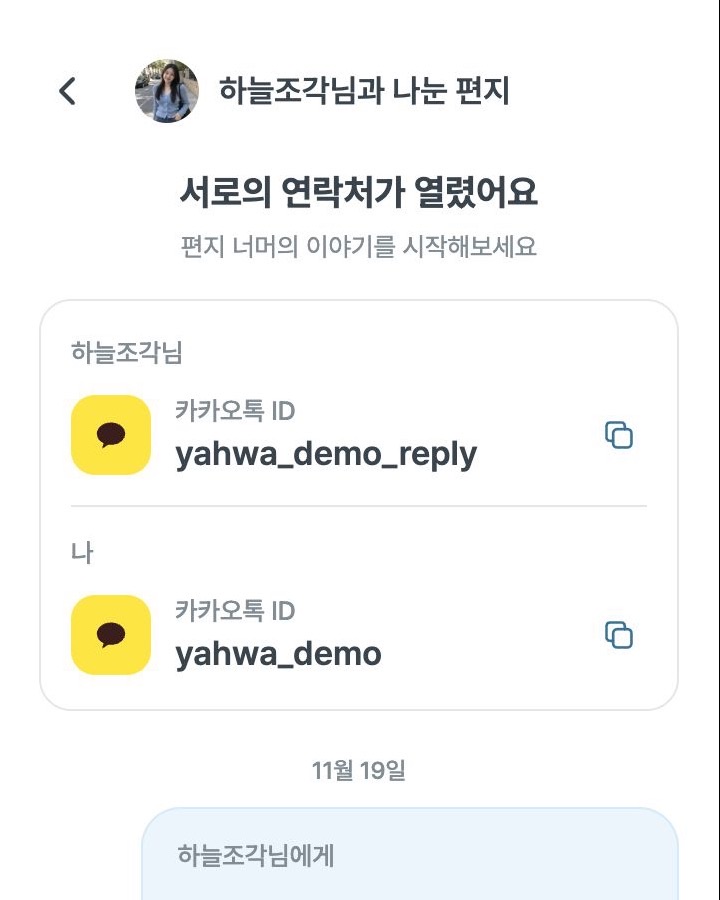 하늘조각님과 나눈 편지
서로의 연락처가 열렸어요
편지 너머의 이야기를 시작해보세요
하늘조각님
카카오톡 ID
yahwa_demo_reply
나
카카오톡 ID
yahwa_demo
11월 19일
하늘조각님에게